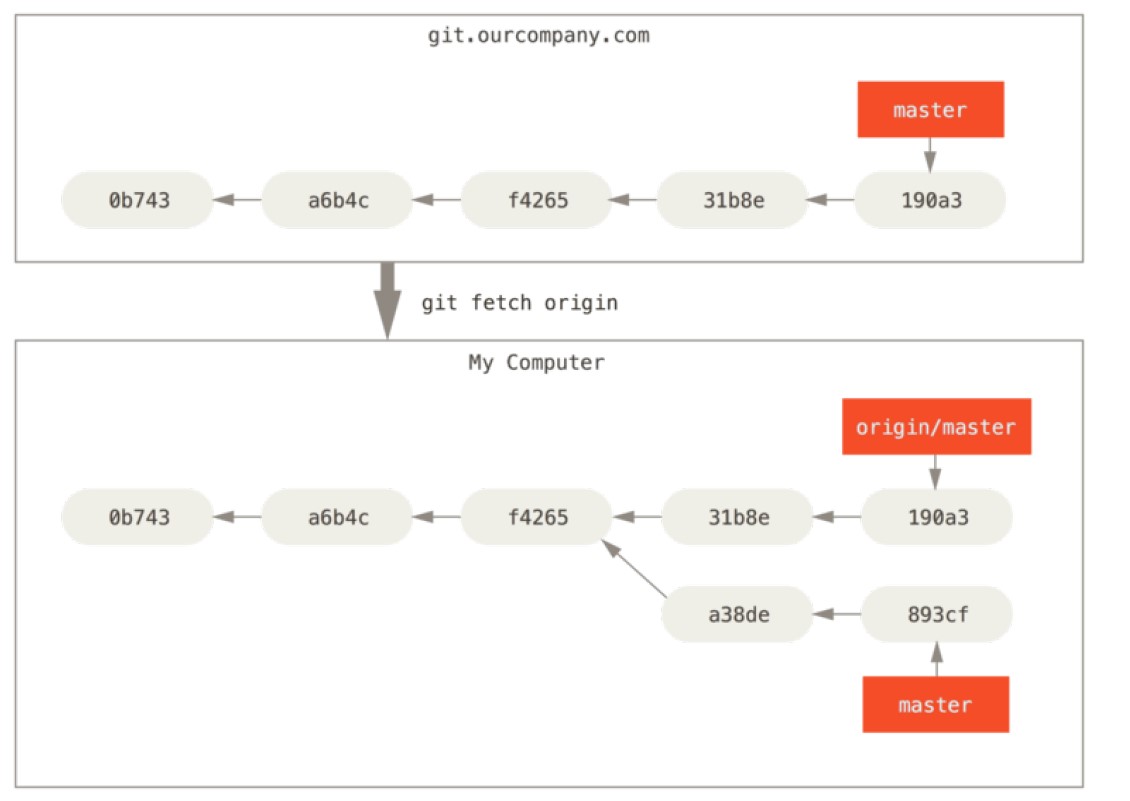 git.ourcompany.com
master
0b743
a6b4c
f4265
31b8e
190a3
git fetch origin
My Computer
origin/master
0b743
a6b4c
f4265
31b8e
190a3
a38de
893cf
master